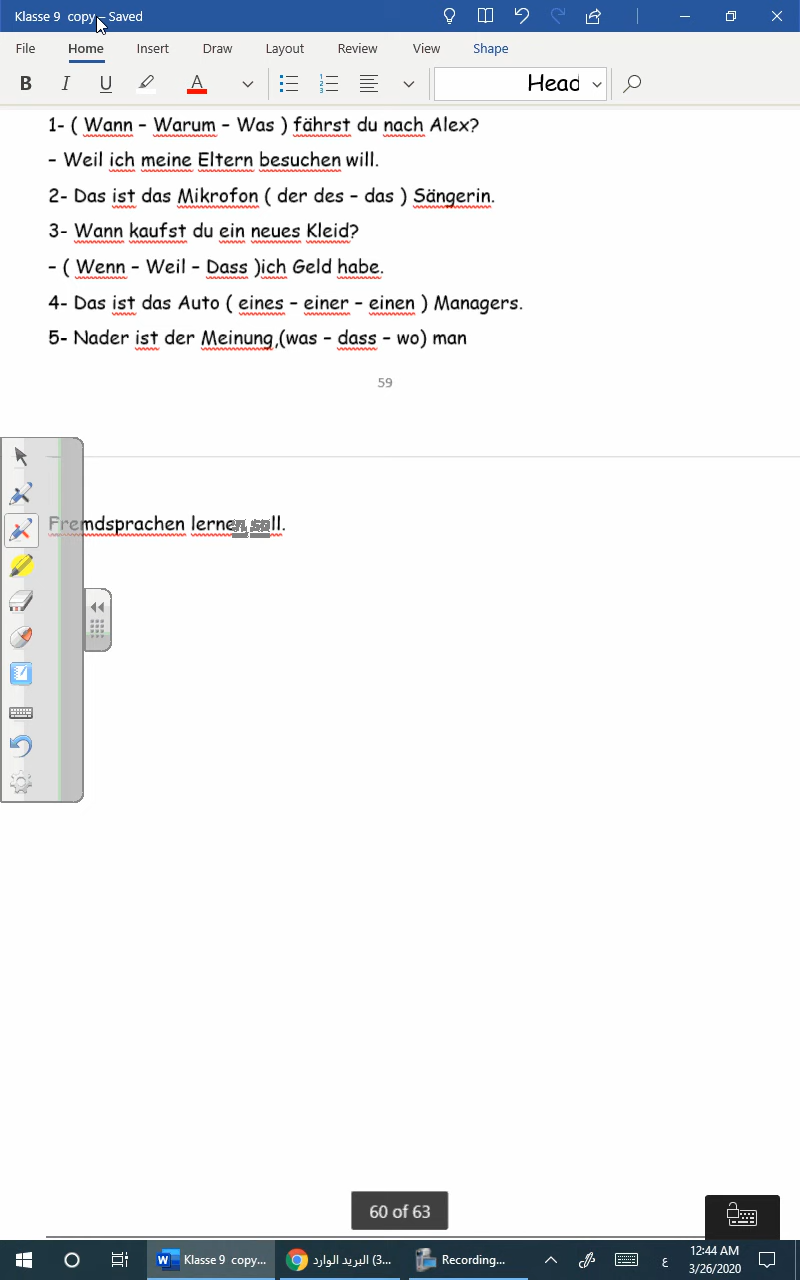 Klasse 9 copy – Saved
File Home Insert Draw Layout Review View Shape
B I U A Head
1- ( Wann – Warum – Was ) fährst du nach Alex?
– Weil ich meine Eltern besuchen will.
2- Das ist das Mikrofon ( der des – das ) Sängerin.
3- Wann kaufst du ein neues Kleid?
– ( Wenn – Weil – Dass )ich Geld habe.
4- Das ist das Auto ( eines – einer – einen ) Managers.
5- Nader ist der Meinung,(was – dass – wo) man
59
Fremdsprachen lernen soll.
60 of 63
Klasse 9 copy...
البريد الوارد (3...
Recording...
ع
12:44 AM
3/26/2020